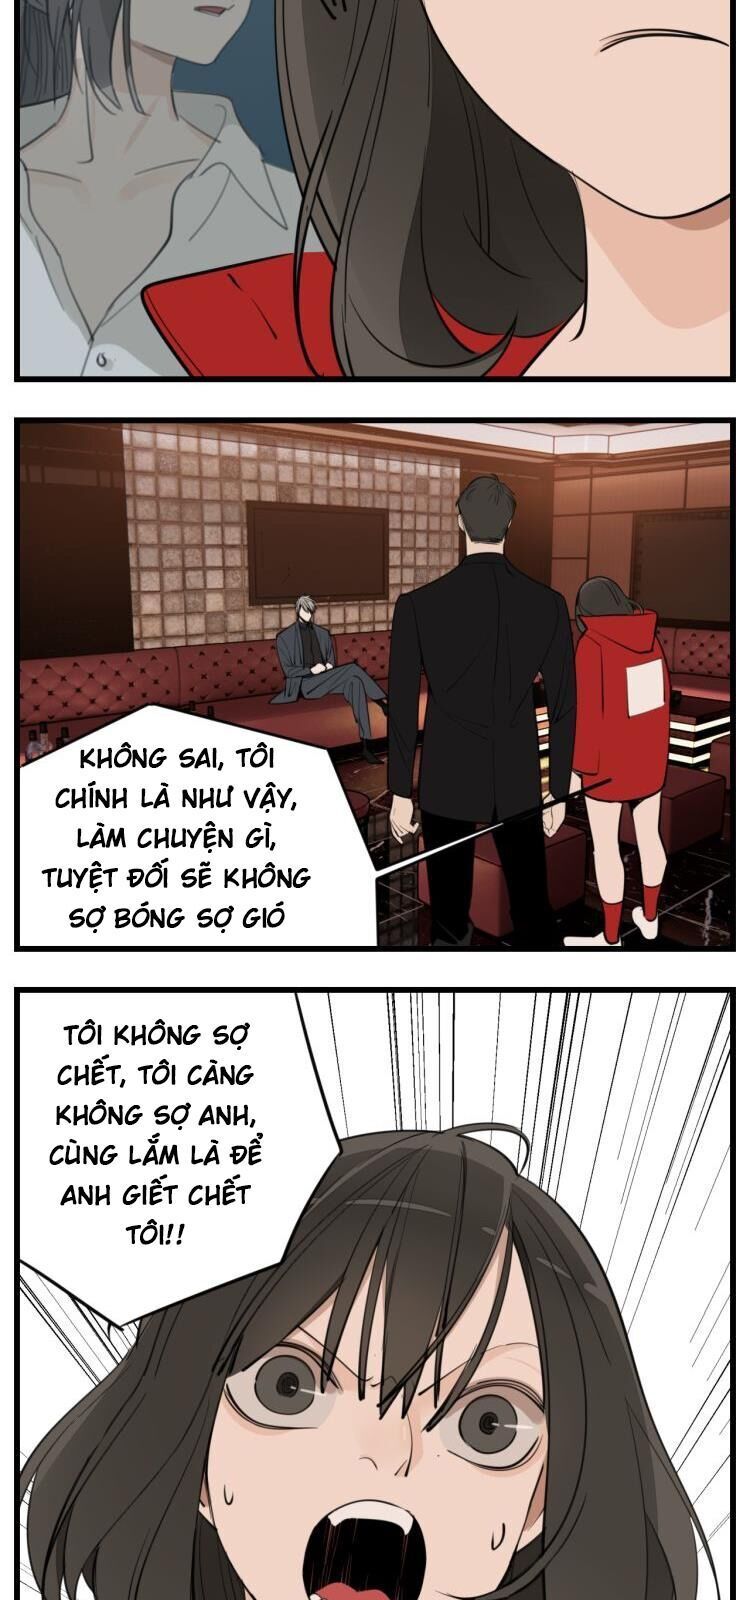 KHÔNG SAI, TÔI
CHÍNH LÀ NHƯ VẬY,
LÀM CHUYỆN GÌ,
TUYỆT ĐỐI SẼ KHÔNG
SỢ BÓNG SỢ GIÓ
TÔI KHÔNG SỢ
CHẾT, TÔI CÀNG
KHÔNG SỢ ANH,
CÙNG LẮM LÀ ĐỂ
ANH GIẾT CHẾT
TÔI!!